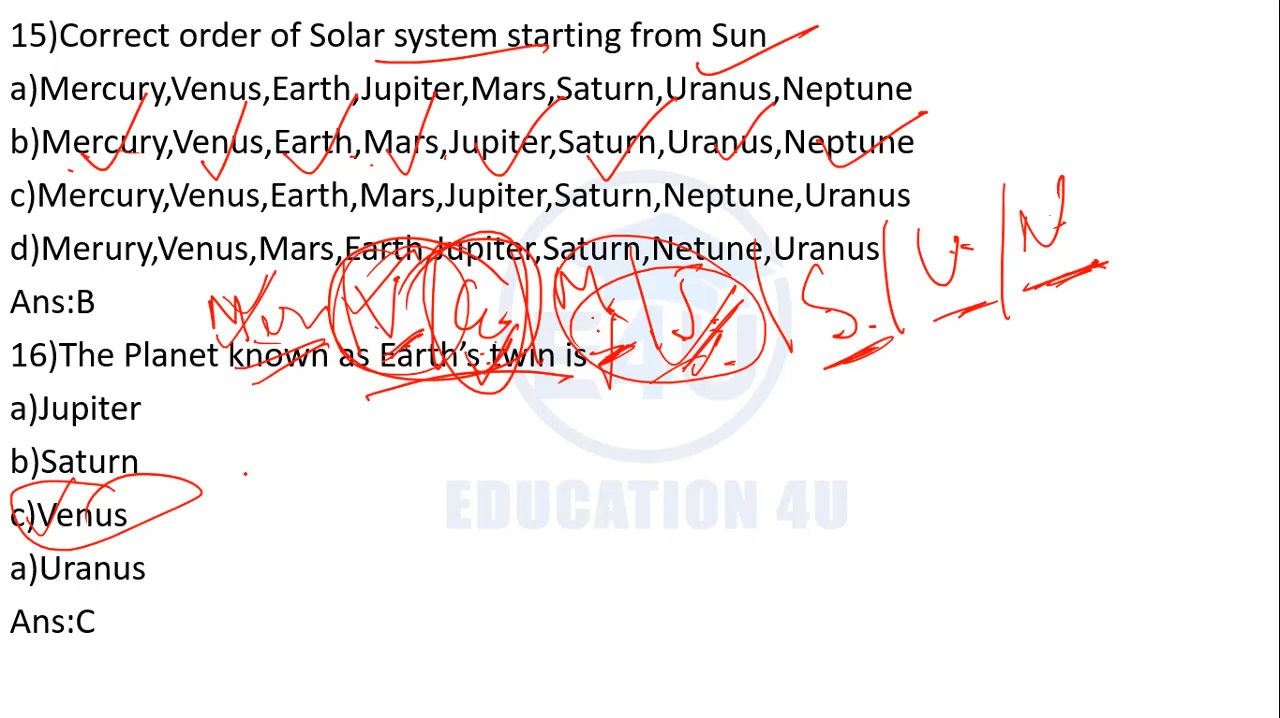 15)Correct order of Solar system starting from Sun
a)Mercury,Venus,Earth,Jupiter,Mars,Saturn,Uranus,Neptune
b)Mercury,Venus,Earth,Mars,Jupiter,Saturn,Uranus,Neptune
c)Mercury,Venus,Earth,Mars,Jupiter,Saturn,Neptune,Uranus
d)Merury,Venus,Mars,Earth,Jupiter,Saturn,Netune,Uranus
Ans:B
16)The Planet known as Earth’s twin is
a)Jupiter
b)Saturn
c)Venus
a)Uranus
Ans:C
E4U
EDUCATION 4U